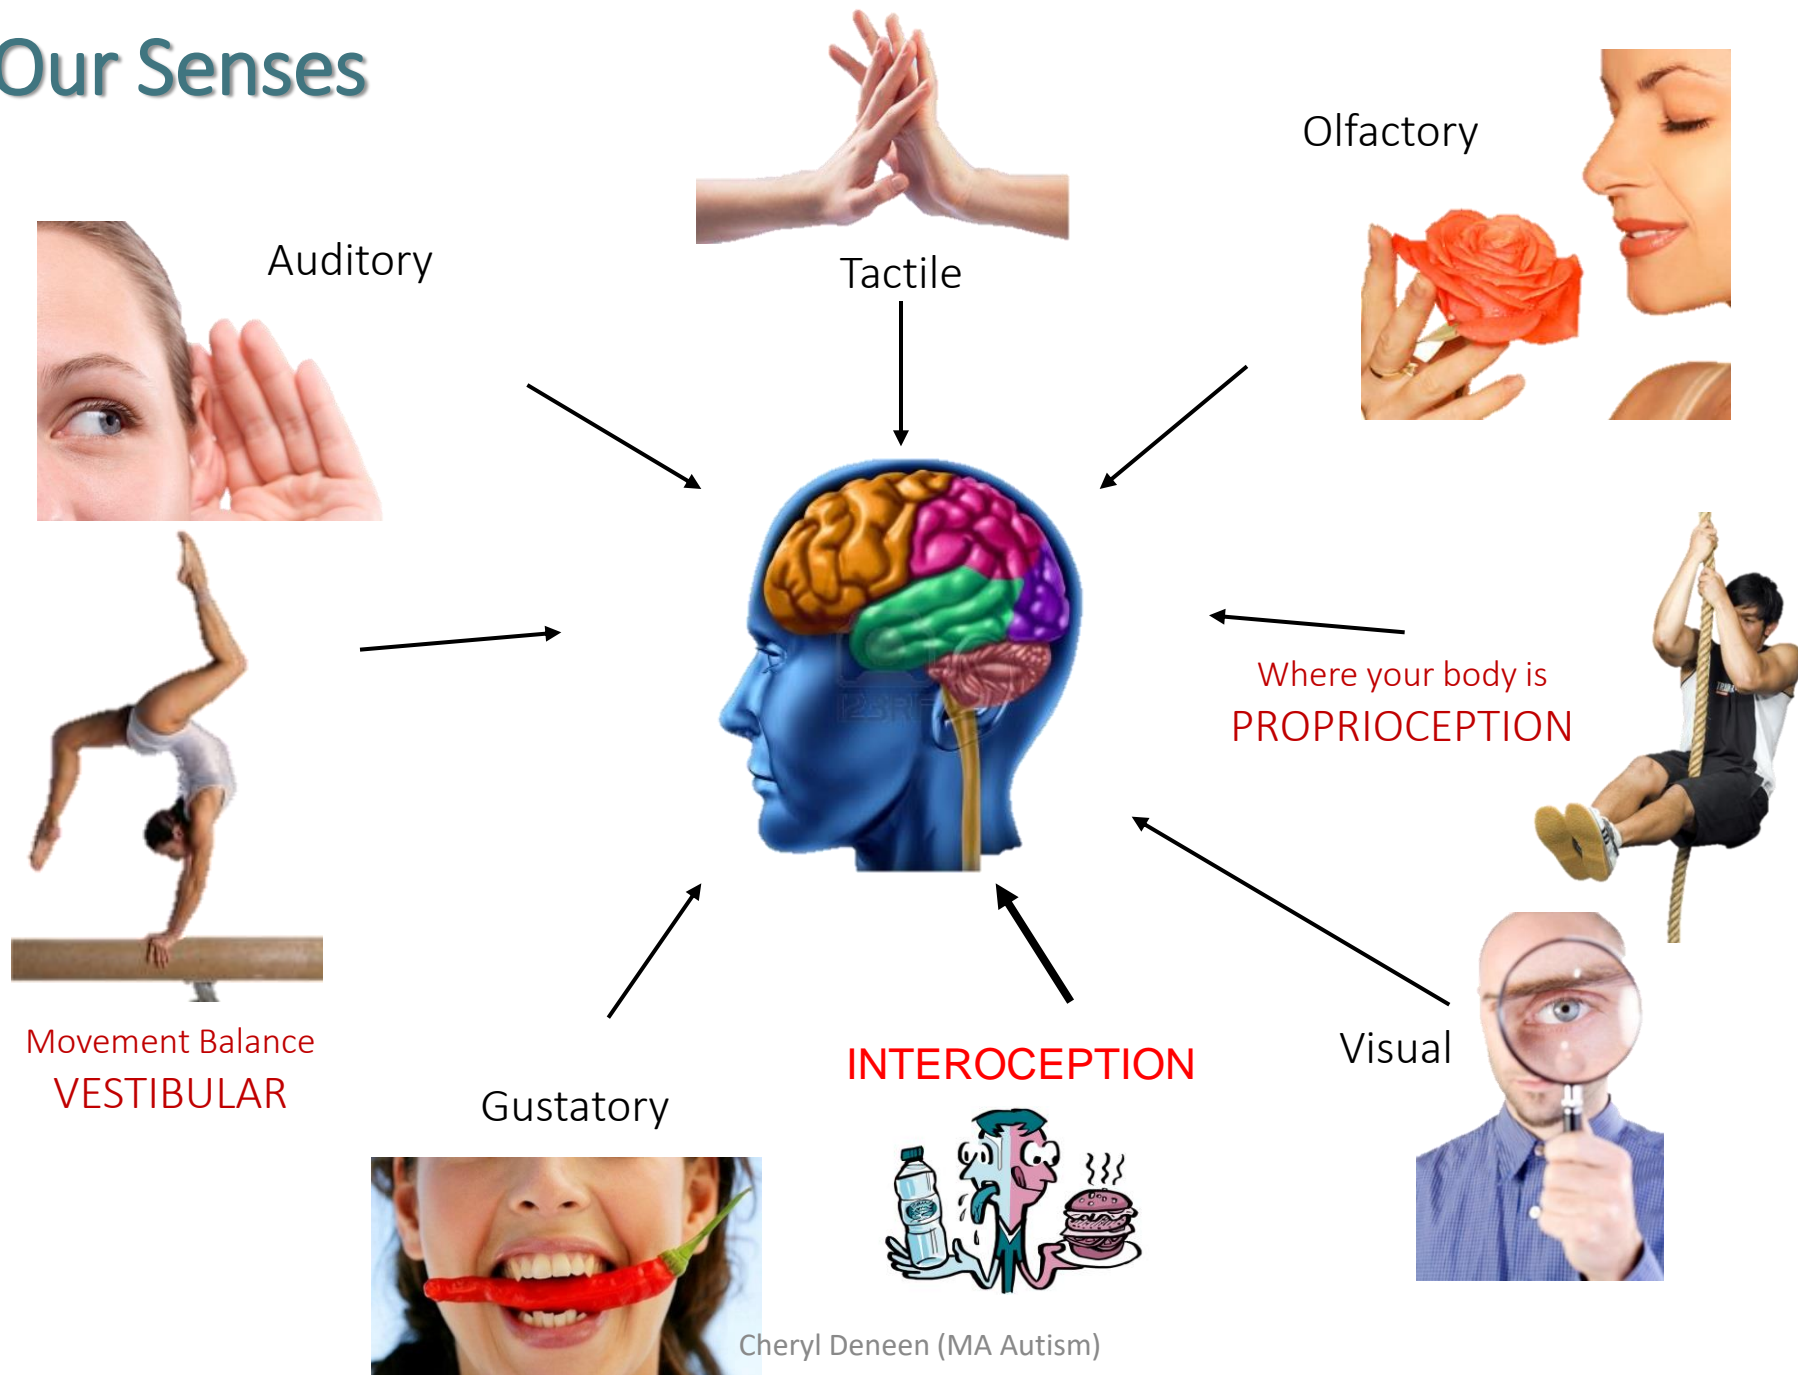 Our Senses
Tactile
Olfactory
Auditory
Where your body is
PROPRIOCEPTION
Movement Balance
VESTIBULAR
Gustatory
INTEROCEPTION
Visual
Cheryl Deneen (MA Autism)